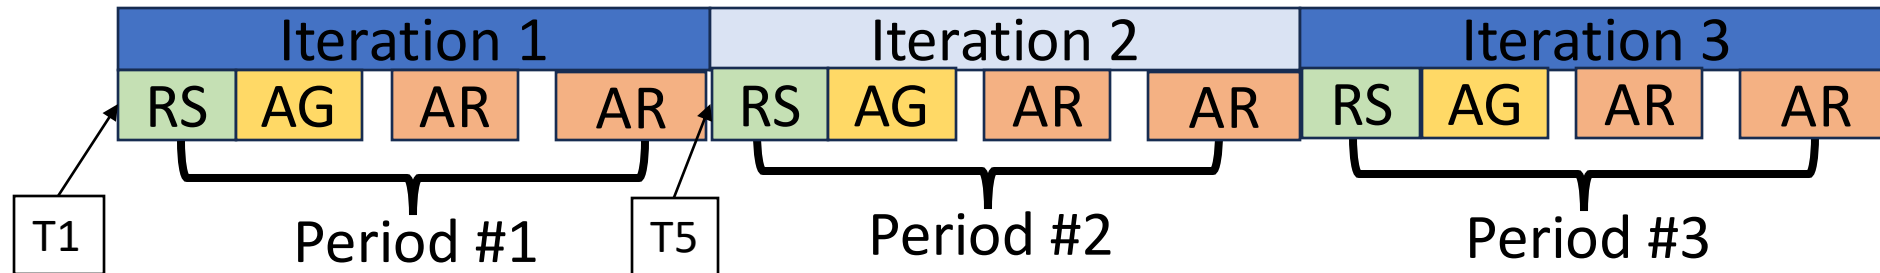 Iteration 1 Iteration 2 Iteration 3
RS AG AR AR RS AG AR AR RS AG AR AR
T1 Period #1 T5 Period #2 Period #3